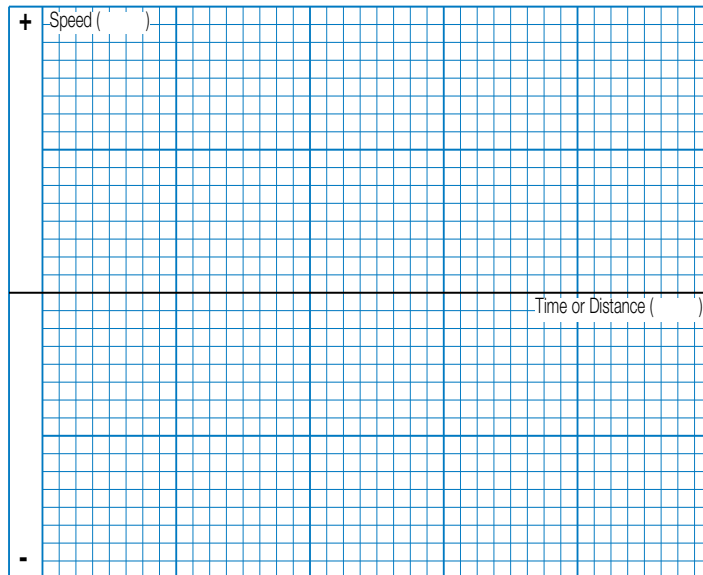 + Speed ( )
Time or Distance ( )
-